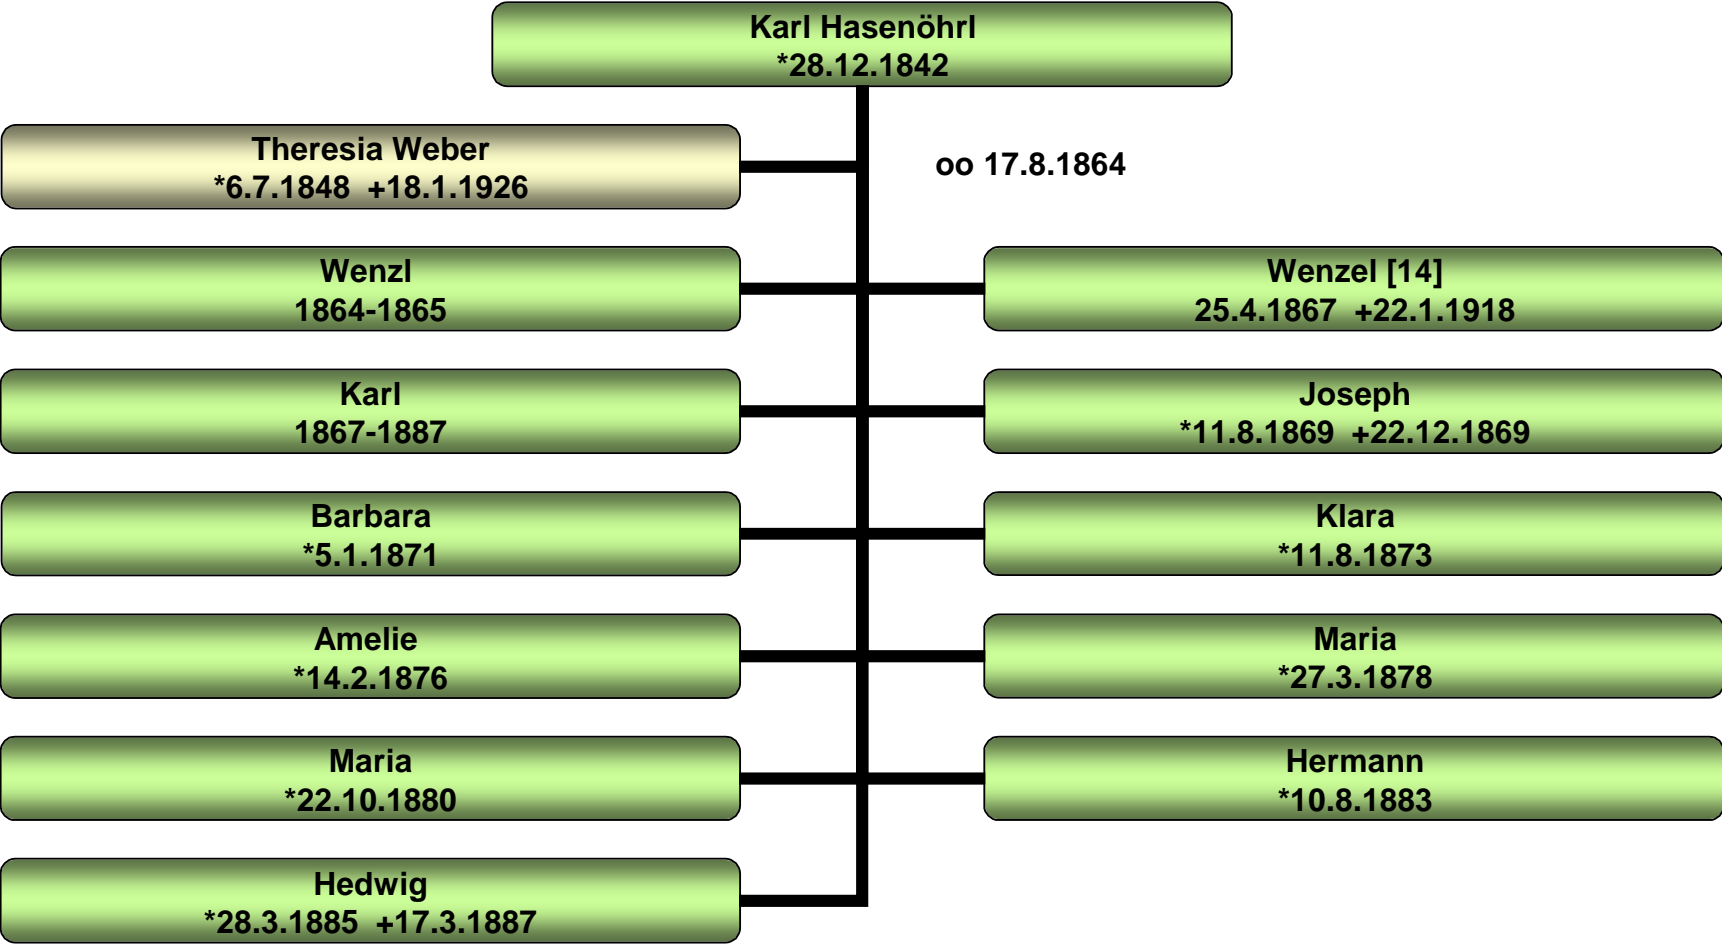 Karl Hasenöhrl
*28.12.1842
Theresia Weber
*6.7.1848 +18.1.1926
oo 17.8.1864
Wenzl
1864-1865
Wenzel [14]
25.4.1867 +22.1.1918
Karl
1867-1887
Joseph
*11.8.1869 +22.12.1869
Barbara
*5.1.1871
Klara
*11.8.1873
Amelie
*14.2.1876
Maria
*27.3.1878
Maria
*22.10.1880
Hermann
*10.8.1883
Hedwig
*28.3.1885 +17.3.1887